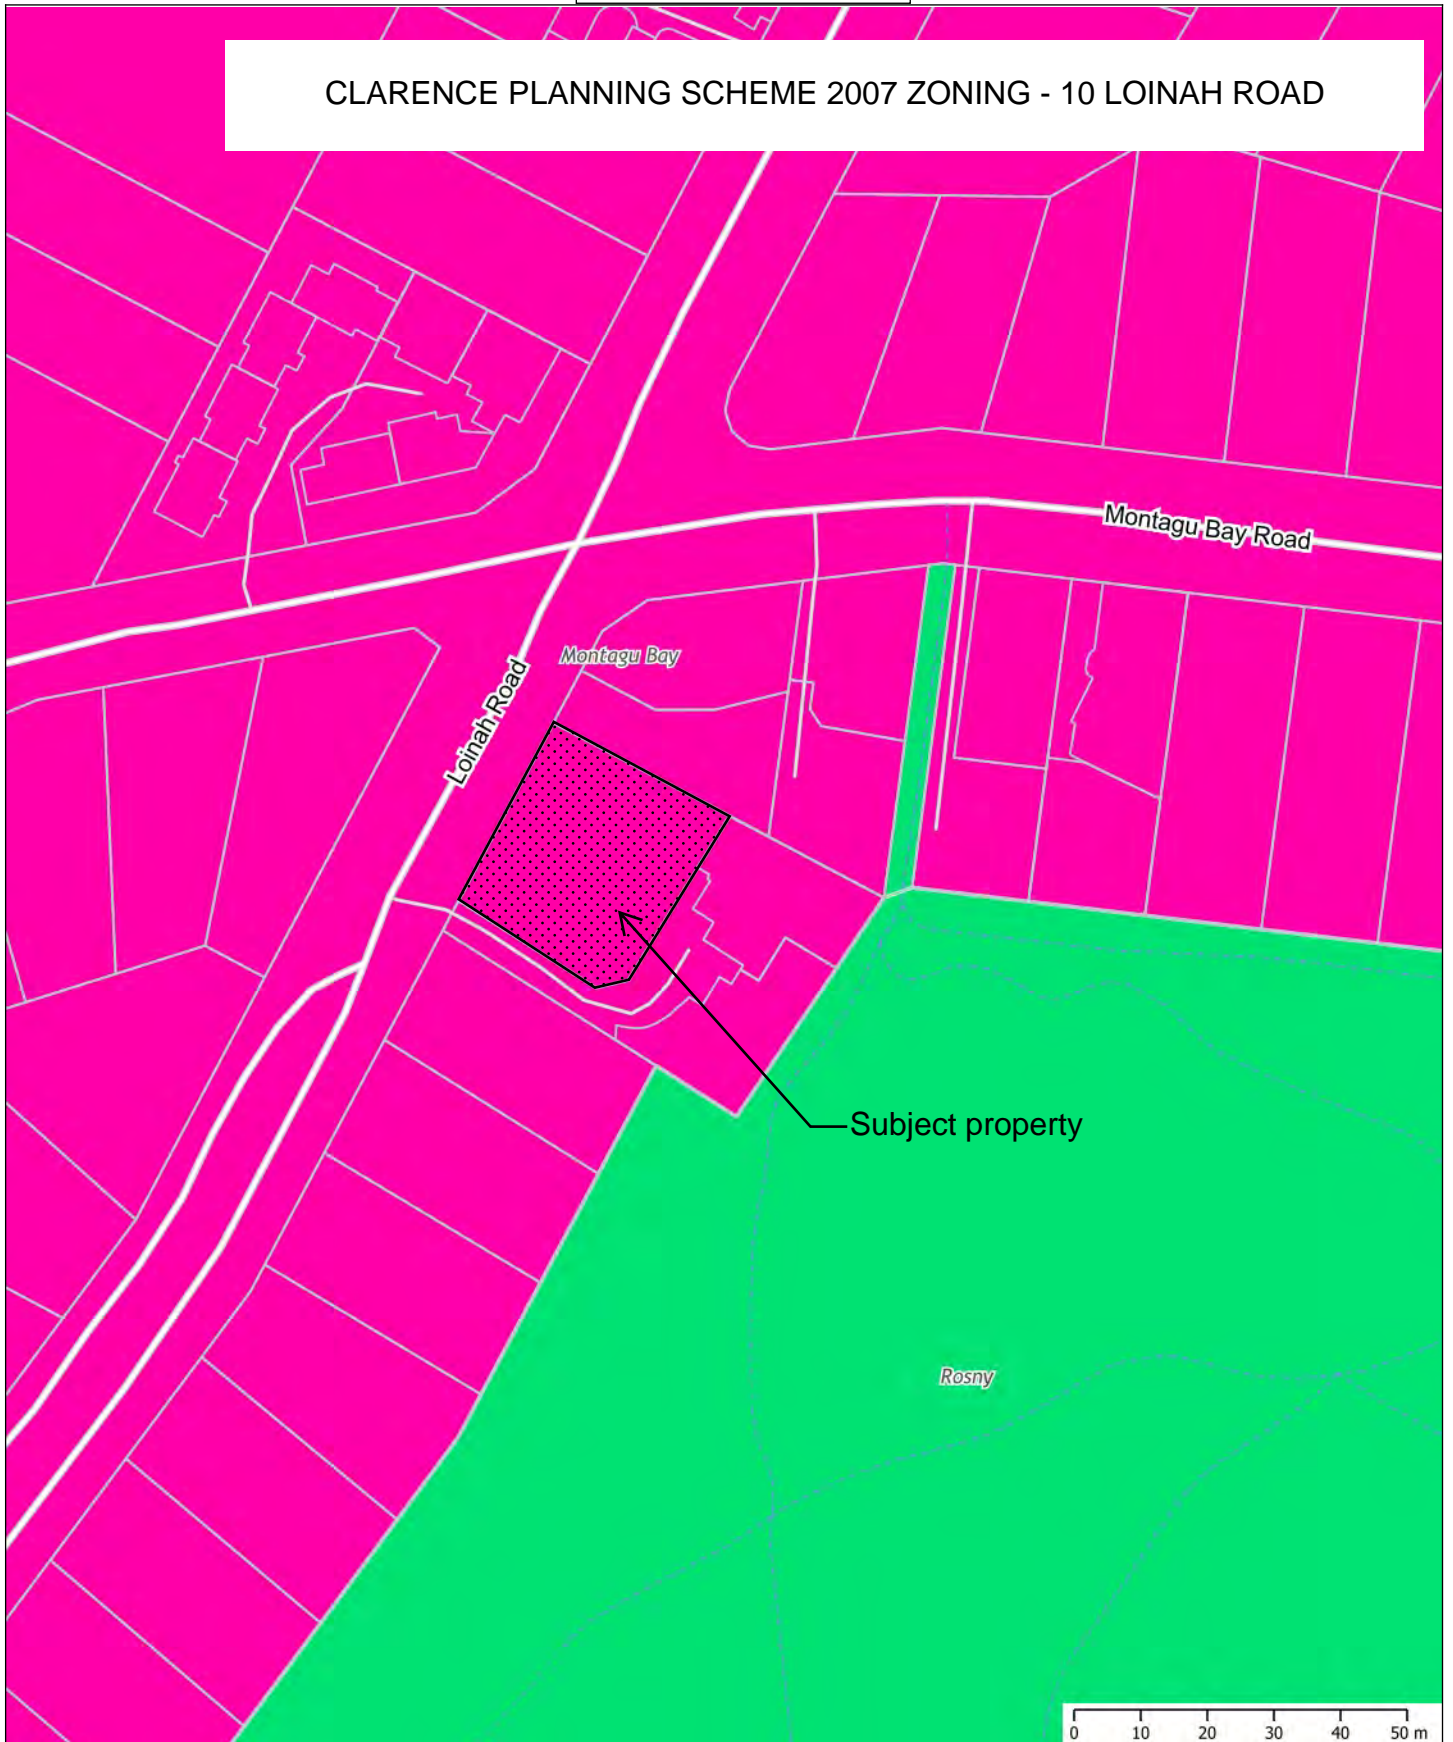 CLARENCE PLANNING SCHEME 2007 ZONING - 10 LOINAH ROAD
Montagu Bay Road
Montagu Bay
Loinah Road
Subject property
Rosny
0 10 20 30 40 50 m